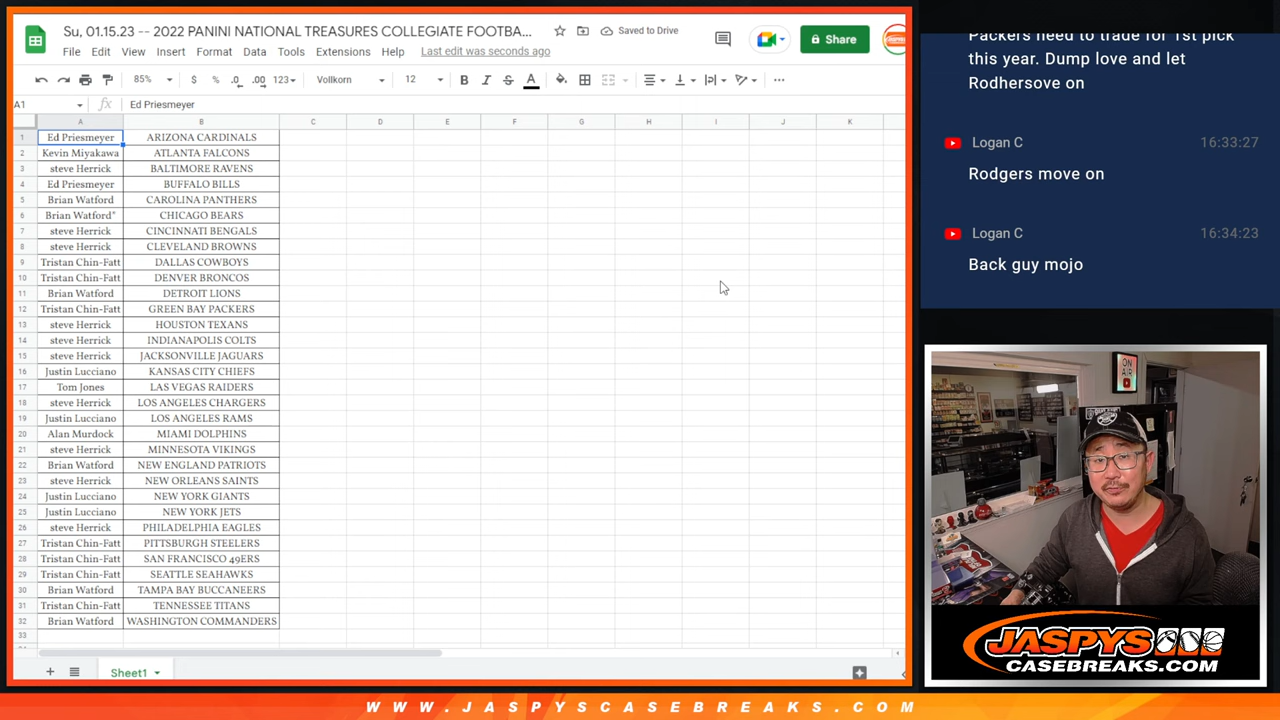 Su, 01.15.23 -- 2022 PANINI NATIONAL TREASURES COLLEGIATE FOOTBA...
Saved to Drive
Share
File Edit View Insert Format Data Tools Extensions Help Last edit was seconds ago
85% $ % .0 .00 123 Vollkorn 12 B I S A
A1 fx Ed Priesmeyer
A B C D E F G H I J K
1 Ed Priesmeyer ARIZONA CARDINALS
2 Kevin Miyakawa ATLANTA FALCONS
3 steve Herrick BALTIMORE RAVENS
4 Ed Priesmeyer BUFFALO BILLS
5 Brian Watford CAROLINA PANTHERS
6 Brian Watford* CHICAGO BEARS
7 steve Herrick CINCINNATI BENGALS
8 steve Herrick CLEVELAND BROWNS
9 Tristan Chin-Fatt DALLAS COWBOYS
10 Tristan Chin-Fatt DENVER BRONCOS
11 Brian Watford DETROIT LIONS
12 Tristan Chin-Fatt GREEN BAY PACKERS
13 steve Herrick HOUSTON TEXANS
14 steve Herrick INDIANAPOLIS COLTS
15 steve Herrick JACKSONVILLE JAGUARS
16 Justin Lucciano KANSAS CITY CHIEFS
17 Tom Jones LAS VEGAS RAIDERS
18 steve Herrick LOS ANGELES CHARGERS
19 Justin Lucciano LOS ANGELES RAMS
20 Alan Murdock MIAMI DOLPHINS
21 steve Herrick MINNESOTA VIKINGS
22 Brian Watford NEW ENGLAND PATRIOTS
23 steve Herrick NEW ORLEANS SAINTS
24 Justin Lucciano NEW YORK GIANTS
25 Justin Lucciano NEW YORK JETS
26 steve Herrick PHILADELPHIA EAGLES
27 Tristan Chin-Fatt PITTSBURGH STEELERS
28 Tristan Chin-Fatt SAN FRANCISCO 49ERS
29 Tristan Chin-Fatt SEATTLE SEAHAWKS
30 Brian Watford TAMPA BAY BUCCANEERS
31 Tristan Chin-Fatt TENNESSEE TITANS
32 Brian Watford WASHINGTON COMMANDERS
33
Sheet1
Packers need to trade for 1st pick
this year. Dump love and let
Rodhersove on
Logan C 16:33:27
Rodgers move on
Logan C 16:34:23
Back guy mojo
ON
AIR
JASPYS
CASEBREAKS.COM
WWW.JASPYSCASEBREAKS.COM